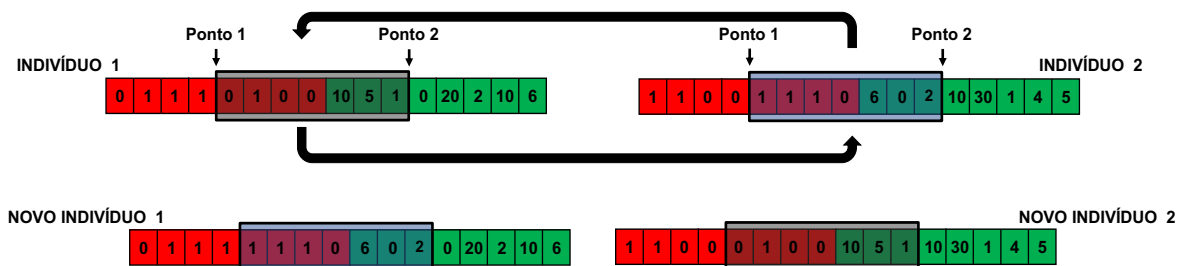 Ponto 1 Ponto 2 Ponto 1 Ponto 2
INDIVÍDUO 1 INDIVÍDUO 2
0 1 1 1 0 1 0 0 10 5 1 0 20 2 10 6
1 1 0 0 1 1 1 0 6 0 2 10 30 1 4 5
NOVO INDIVÍDUO 1 NOVO INDIVÍDUO 2
0 1 1 1 1 1 1 0 6 0 2 0 20 2 10 6
1 1 0 0 0 1 0 0 10 5 1 10 30 1 4 5